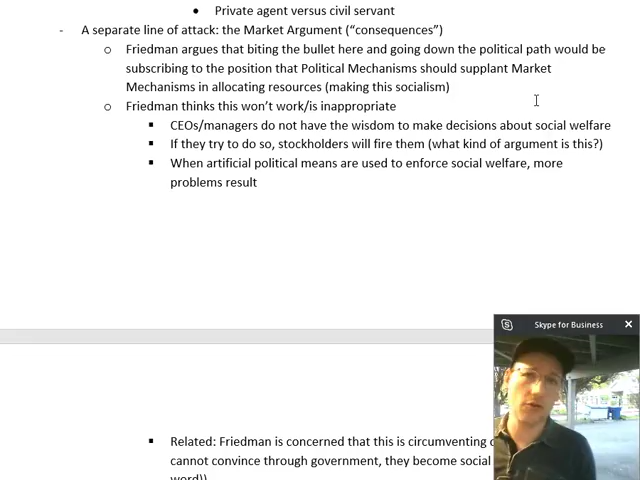 • Private agent versus civil servant
- A separate line of attack: the Market Argument (“consequences”)
o Friedman argues that biting the bullet here and going down the political path would be
subscribing to the position that Political Mechanisms should supplant Market
Mechanisms in allocating resources (making this socialism)
o Friedman thinks this won’t work/is inappropriate
▪ CEOs/managers do not have the wisdom to make decisions about social welfare
▪ If they try to do so, stockholders will fire them (what kind of argument is this?)
▪ When artificial political means are used to enforce social welfare, more
problems result
Skype for Business
▪ Related: Friedman is concerned that this is circumventing
cannot convince through government, they become social
word))